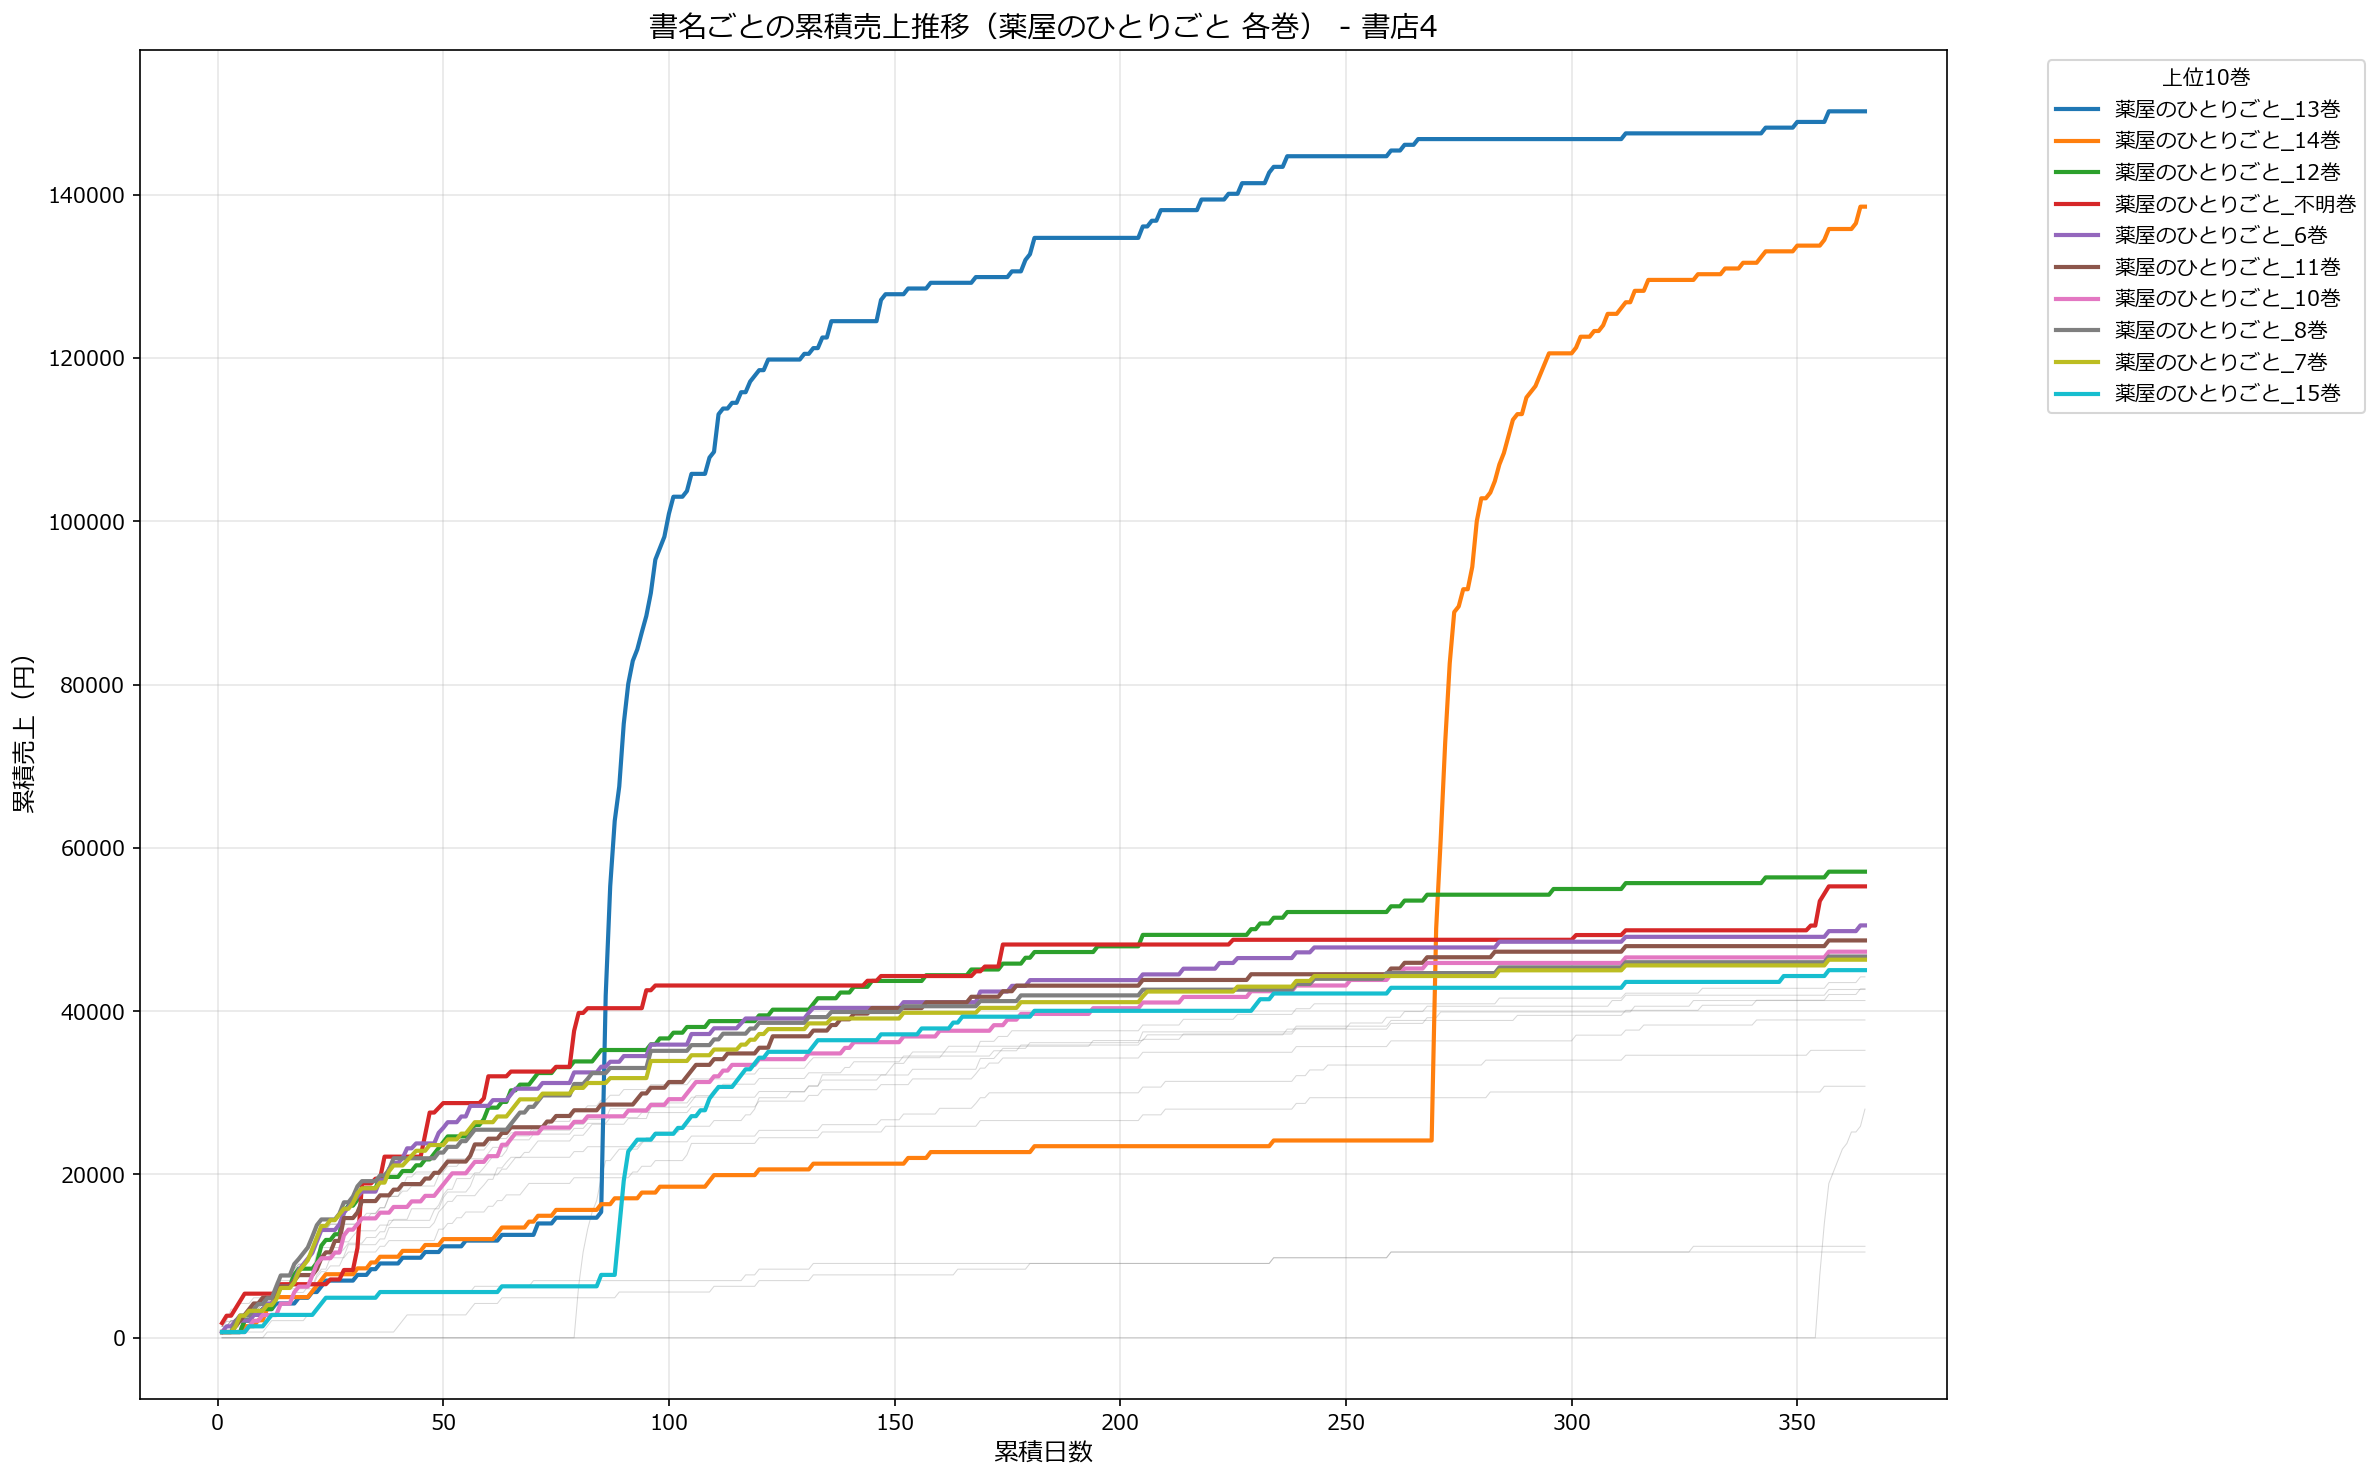 書名ごとの累積売上推移（薬屋のひとりごと 各巻） - 書店4
上位10巻
薬屋のひとりごと_13巻
薬屋のひとりごと_14巻
薬屋のひとりごと_12巻
薬屋のひとりごと_不明巻
薬屋のひとりごと_6巻
薬屋のひとりごと_11巻
薬屋のひとりごと_10巻
薬屋のひとりごと_8巻
薬屋のひとりごと_7巻
薬屋のひとりごと_15巻
累積売上（円）
140000
120000
100000
80000
60000
40000
20000
0
0 50 100 150 200 250 300 350
累積日数